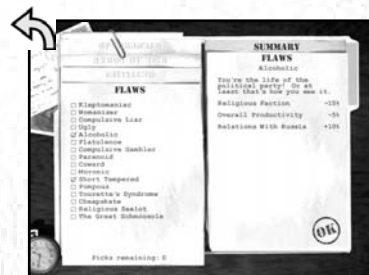 FLAWS
Kleptomaniac
Womanizer
Compulsive Liar
Ugly
Alcoholic
Flatulence
Compulsive Gambler
Paranoid
Coward
Moronic
Short Tempered
Pompous
Tourette's Syndrome
Cheapskate
Religious Zealot
The Great Schmoozola
Picks remaining: 0
SUMMARY
FLAWS
Alcoholic
You're the life of the
political party! Or at
least that's how you see it.
Religious Faction -10%
Overall Productivity -5%
Relations With Russia +10%
OK